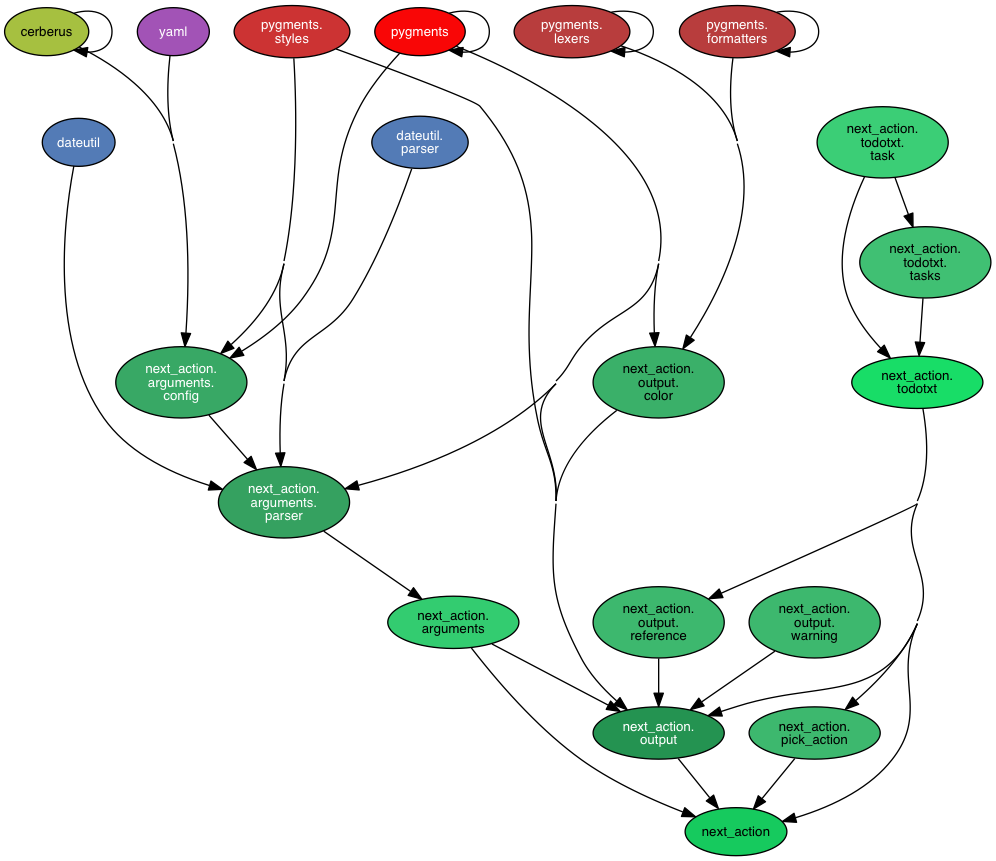 cerberus
yaml
pygments.
styles
pygments
pygments.
lexers
pygments.
formatters
dateutil
dateutil.
parser
next_action.
todotxt.
task
next_action.
todotxt.
tasks
next_action.
arguments.
config
next_action.
output.
color
next_action.
todotxt
next_action.
arguments.
parser
next_action.
arguments
next_action.
output.
reference
next_action.
output.
warning
next_action.
output
next_action.
pick_action
next_action